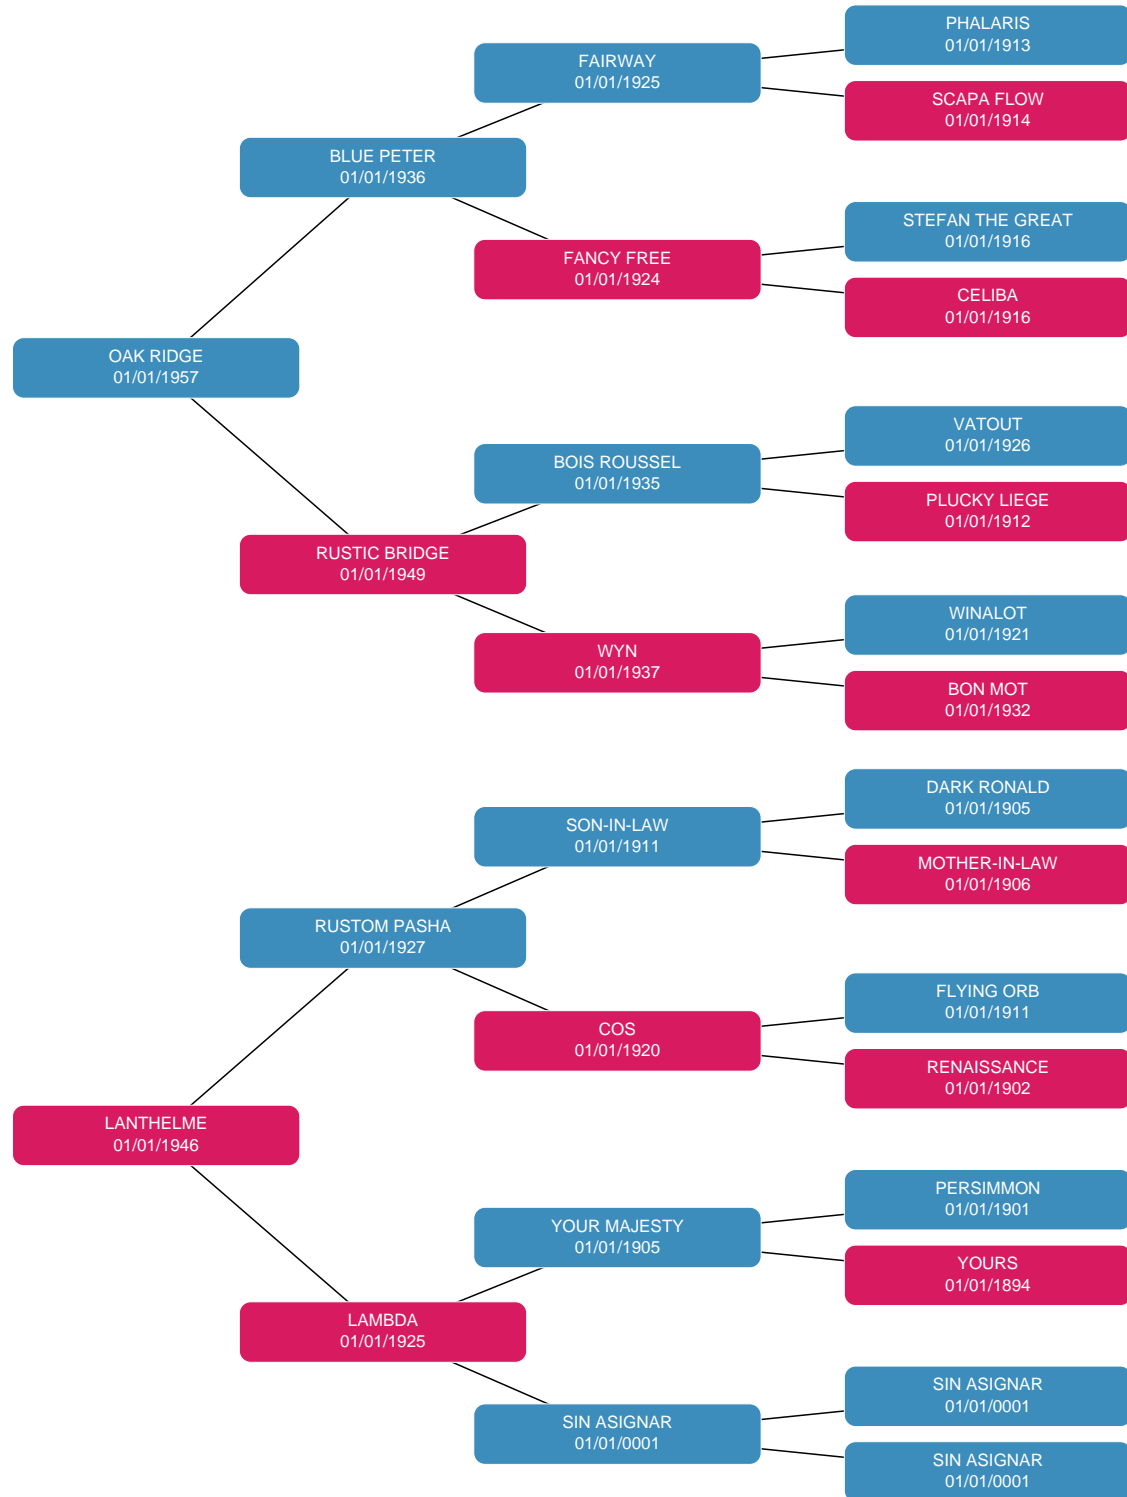 PHALARIS
01/01/1913
FAIRWAY
01/01/1925
SCAPA FLOW
01/01/1914
BLUE PETER
01/01/1936
STEFAN THE GREAT
01/01/1916
FANCY FREE
01/01/1924
CELIBA
01/01/1916
OAK RIDGE
01/01/1957
VATOUT
01/01/1926
BOIS ROUSSEL
01/01/1935
PLUCKY LIEGE
01/01/1912
RUSTIC BRIDGE
01/01/1949
WINALOT
01/01/1921
WYN
01/01/1937
BON MOT
01/01/1932
DARK RONALD
01/01/1905
SON-IN-LAW
01/01/1911
MOTHER-IN-LAW
01/01/1906
RUSTOM PASHA
01/01/1927
FLYING ORB
01/01/1911
COS
01/01/1920
RENAISSANCE
01/01/1902
LANTHELME
01/01/1946
PERSIMMON
01/01/1901
YOUR MAJESTY
01/01/1905
YOURS
01/01/1894
LAMBDA
01/01/1925
SIN ASIGNAR
01/01/0001
SIN ASIGNAR
01/01/0001
SIN ASIGNAR
01/01/0001